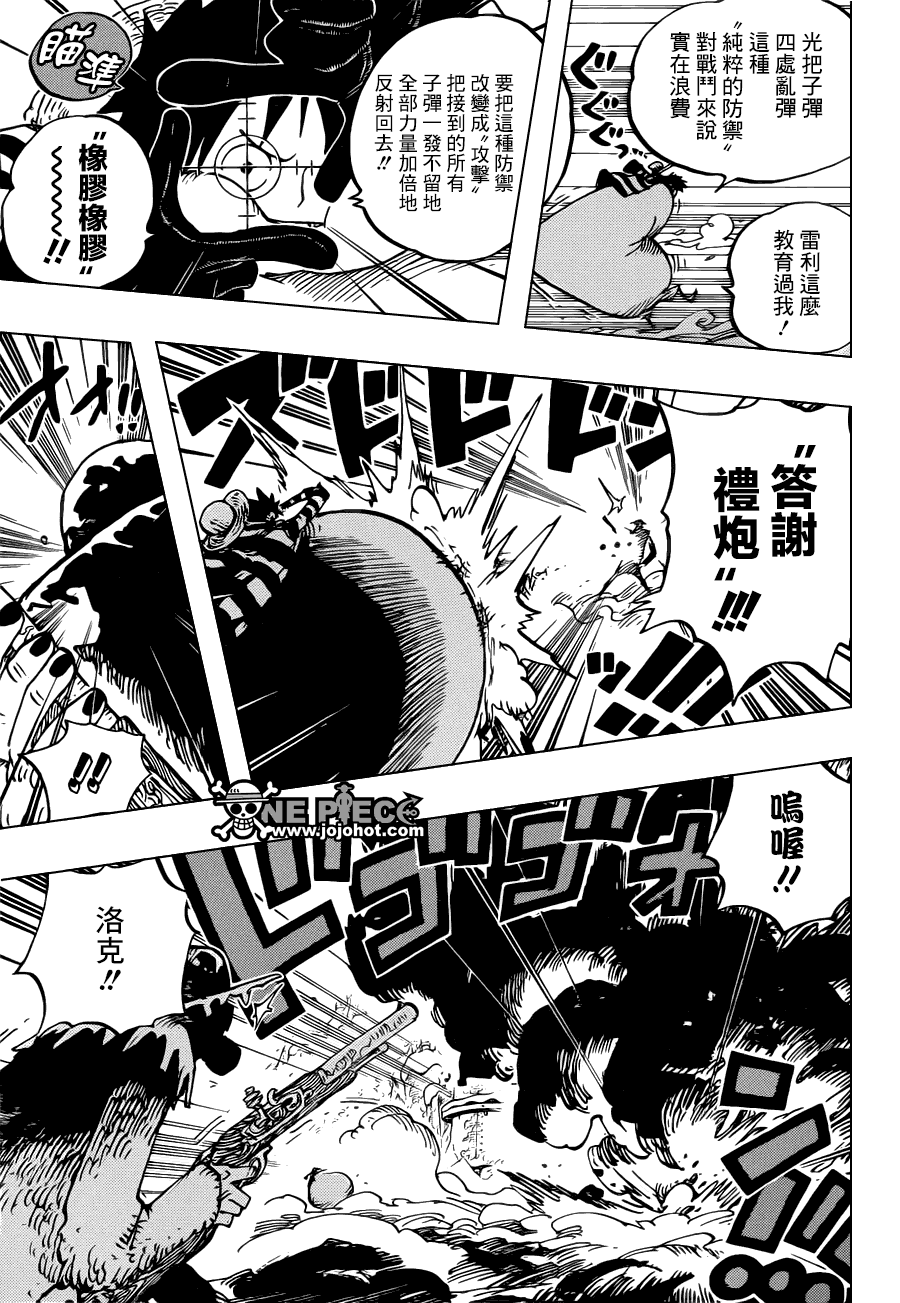 光把子彈
四處亂彈
這種
“純粹的防禦”
對戰鬥來說
實在浪費
雷利這麼
教育過我！
ぐぐぐ…っ
要把這種防禦
改變成“攻擊”
把接到的所有
子彈一發不留地
全部力量加倍地
反射回去!!
瞄準
“橡膠橡膠”
〜〜!!
“答謝
禮炮”!!!
ズドドドドン
オオ!!
!!
嗚喔!!
洛克!!
ONE PIECE
www.jojohot.com